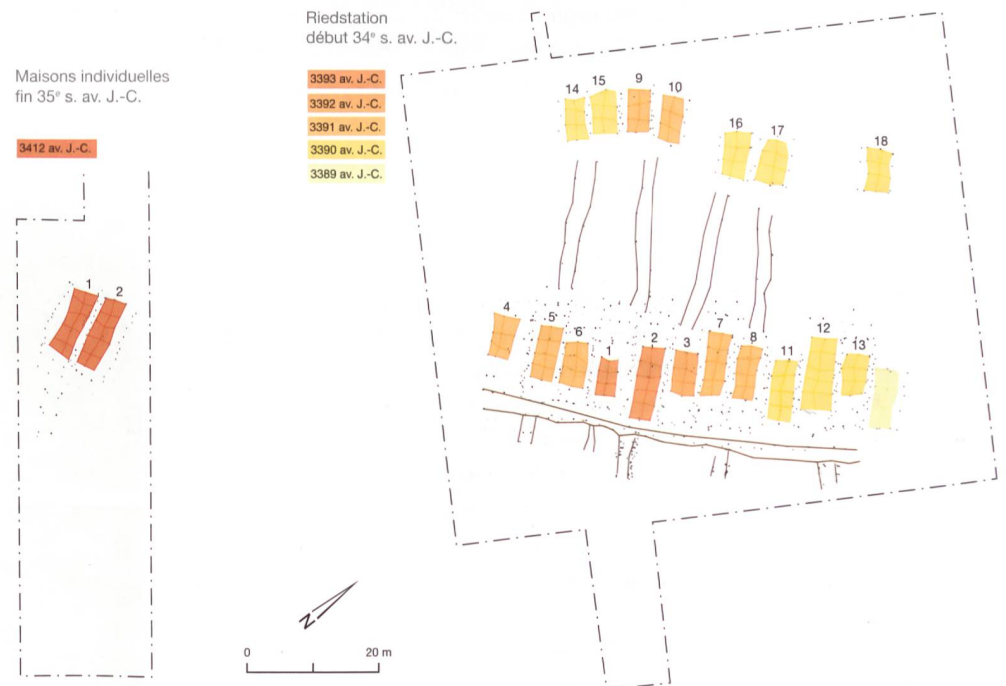 Maisons individuelles
fin 35e s. av. J.-C.
3412 av. J.-C.
1 2
Riedstation
début 34e s. av. J.-C.
3393 av. J.-C.
3392 av. J.-C.
3391 av. J.-C.
3390 av. J.-C.
3389 av. J.-C.
14 15 9 10
16 17 18
4 5 6 1 2 3 7 8 11 12 13
N
0 20 m